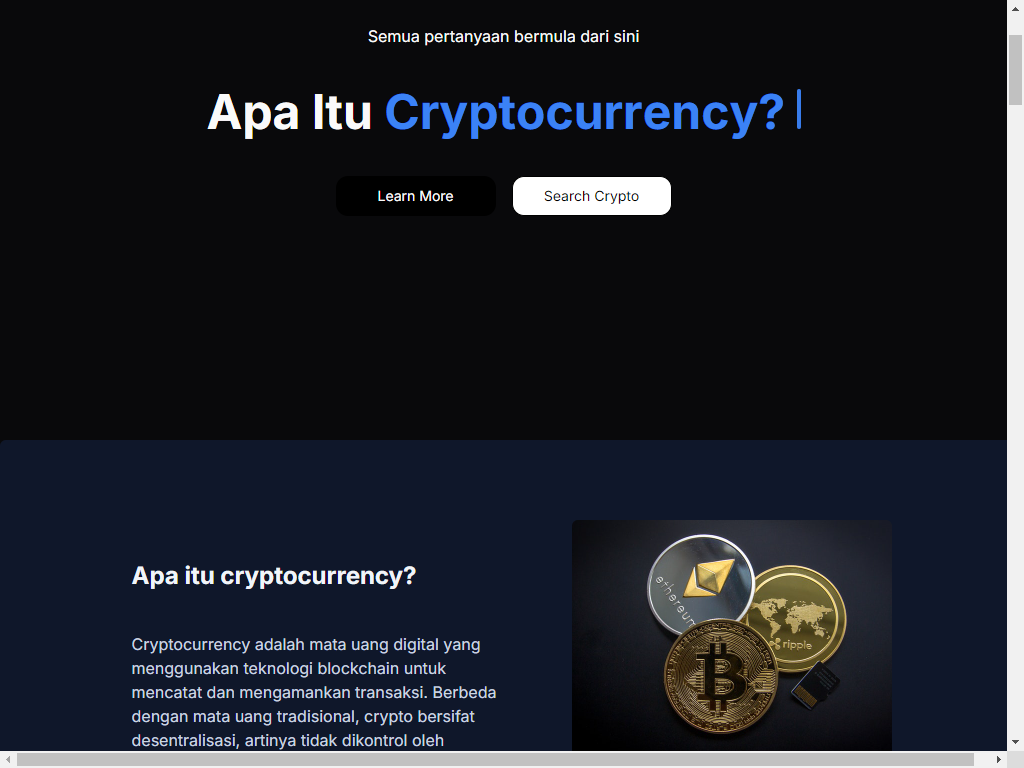 Semua pertanyaan bermula dari sini
Apa Itu Cryptocurrency?
Learn More
Search Crypto
Apa itu cryptocurrency?
Cryptocurrency adalah mata uang digital yang
menggunakan teknologi blockchain untuk
mencatat dan mengamankan transaksi. Berbeda
dengan mata uang tradisional, crypto bersifat
desentralisasi, artinya tidak dikontrol oleh
ethereum
ripple